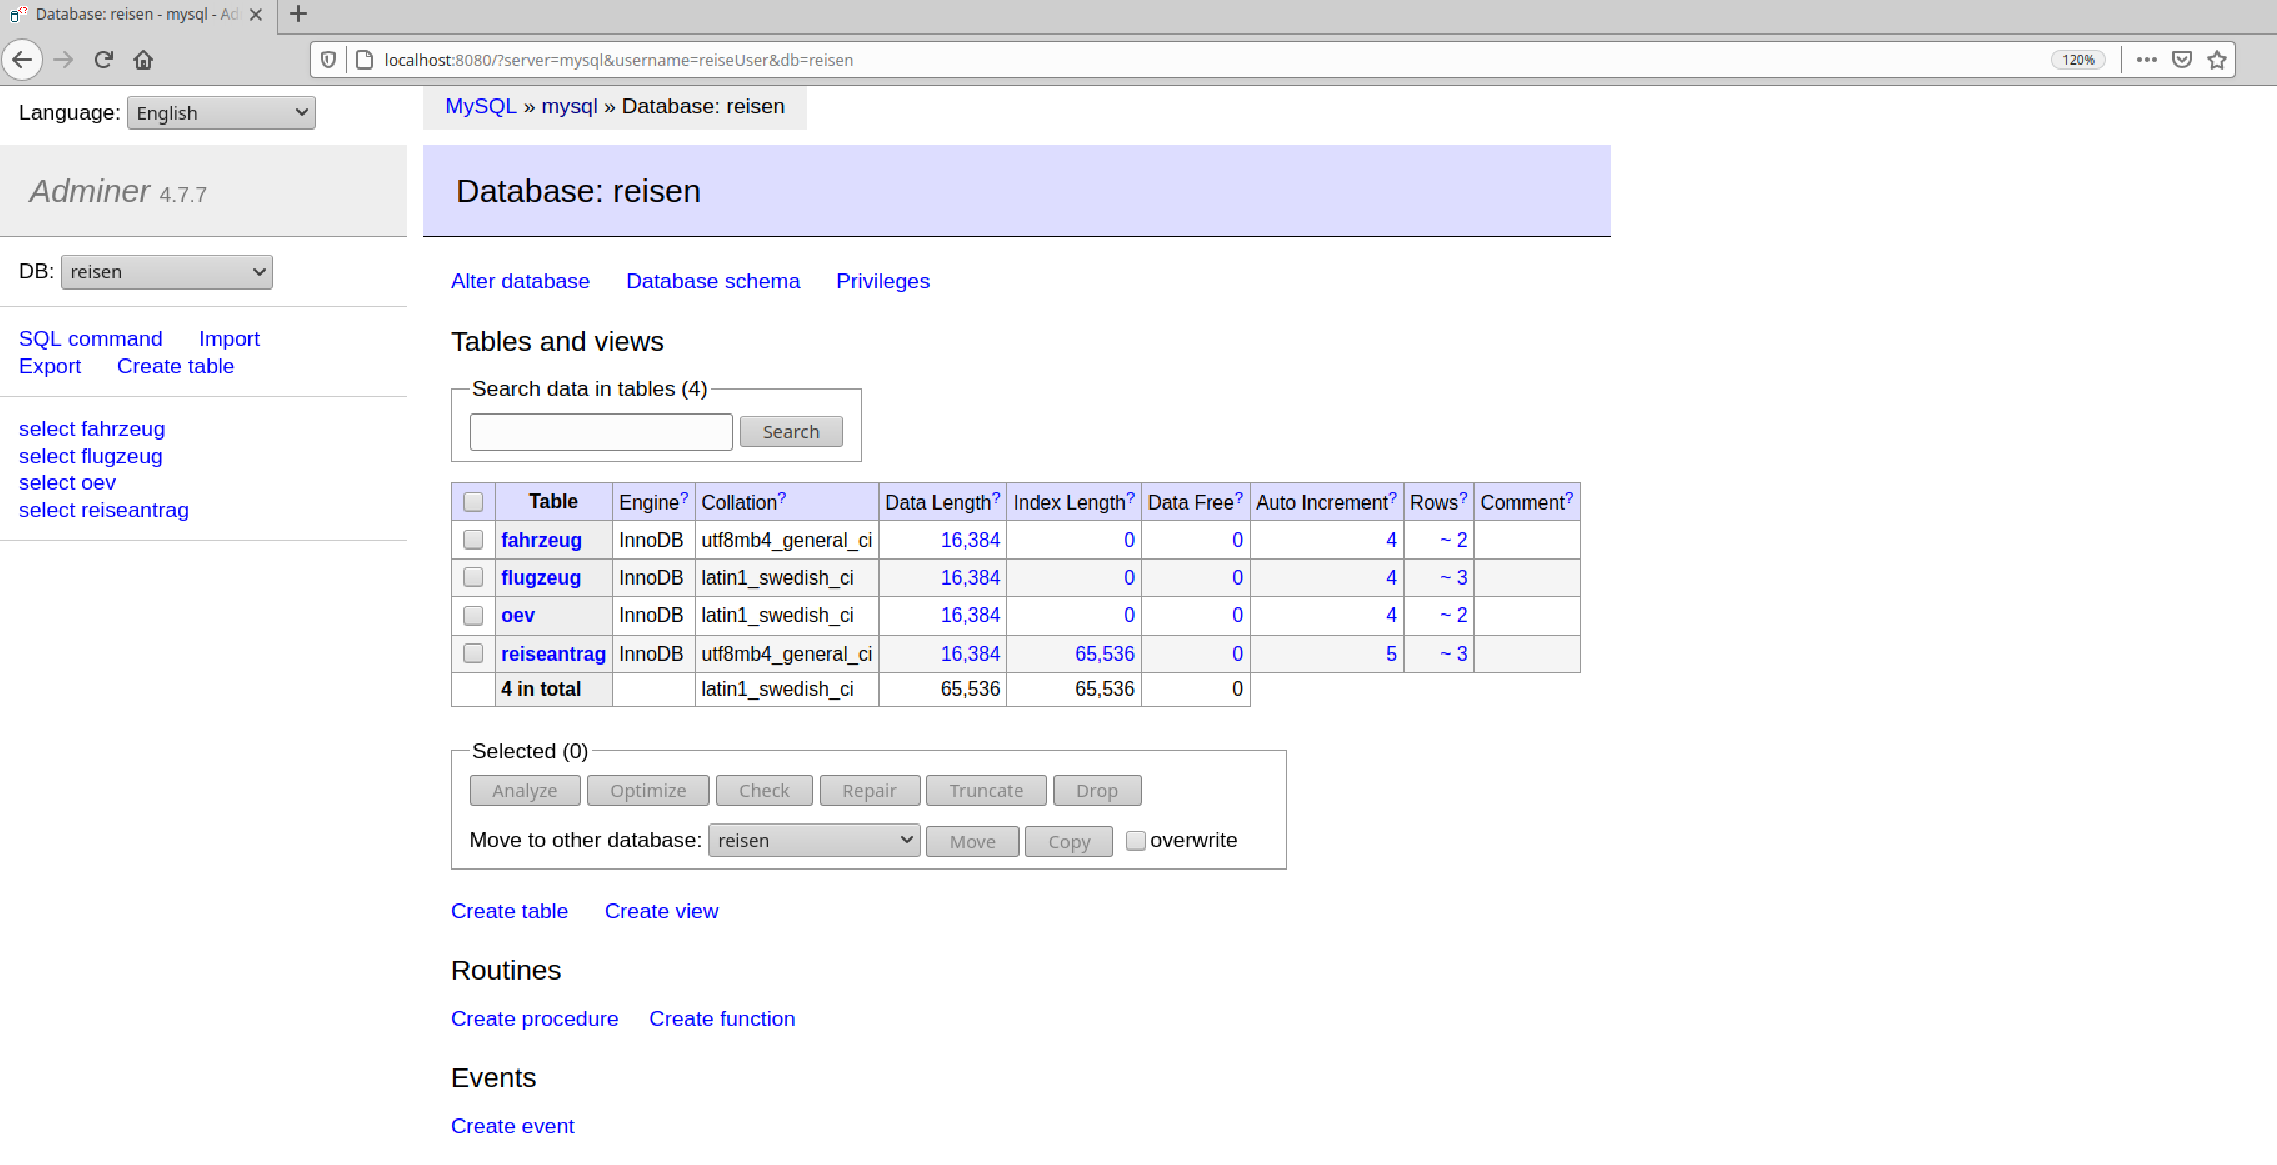 Database: reisen - mysql - Ad
localhost:8080/?server=mysql&username=reiseUser&db=reisen
120%
Language: English
MySQL » mysql » Database: reisen
Adminer 4.7.7
Database: reisen
DB: reisen
Alter database Database schema Privileges
SQL command Import
Export Create table
select fahrzeug
select flugzeug
select oev
select reiseantrag
Tables and views
Search data in tables (4)
Search
Table Engine? Collation? Data Length? Index Length? Data Free? Auto Increment? Rows? Comment?
fahrzeug InnoDB utf8mb4_general_ci 16,384 0 0 4 ~ 2
flugzeug InnoDB latin1_swedish_ci 16,384 0 0 4 ~ 3
oev InnoDB latin1_swedish_ci 16,384 0 0 4 ~ 2
reiseantrag InnoDB utf8mb4_general_ci 16,384 65,536 0 5 ~ 3
4 in total latin1_swedish_ci 65,536 65,536 0
Selected (0)
Analyze Optimize Check Repair Truncate Drop
Move to other database: reisen Move Copy overwrite
Create table Create view
Routines
Create procedure Create function
Events
Create event